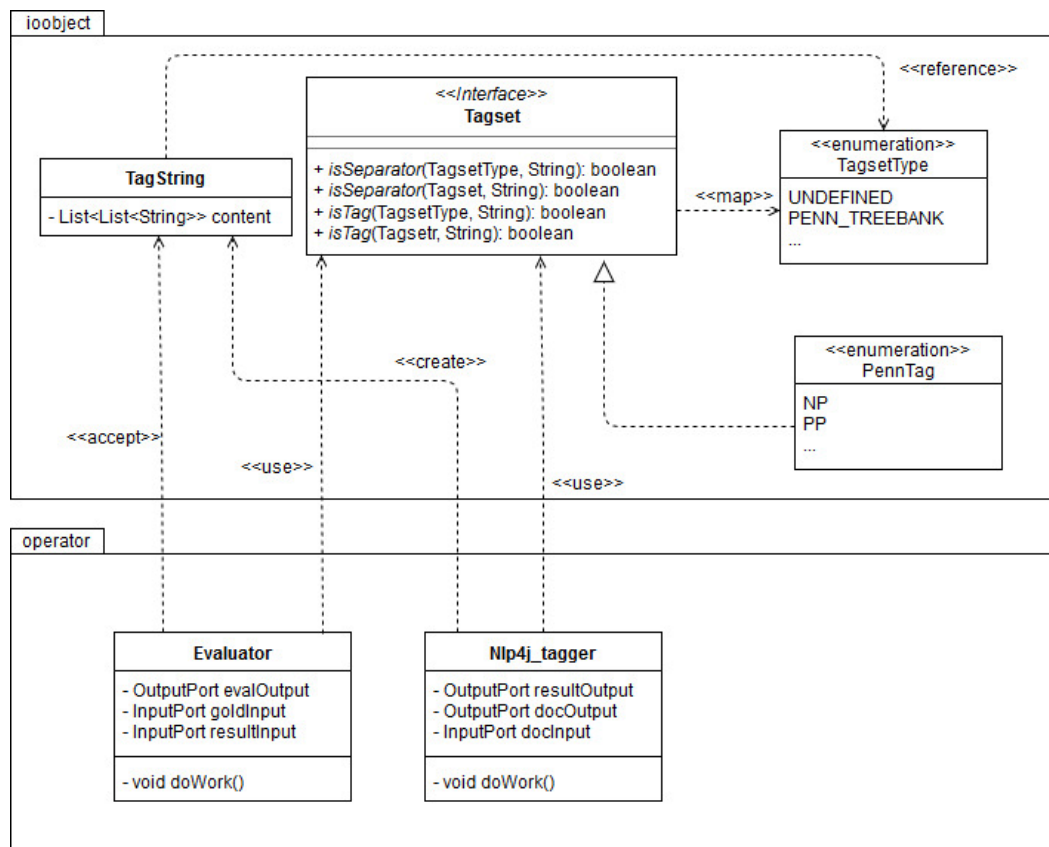 ioobject
<<reference>>
<<Interface>>
Tagset
+ isSeparator(TagsetType, String): boolean
+ isSeparator(Tagset, String): boolean
+ isTag(TagsetType, String): boolean
+ isTag(Tagsetr, String): boolean
<<enumeration>>
TagsetType
UNDEFINED
PENN_TREEBANK
...
TagString
- List<List<String>> content
<<map>>
<<enumeration>>
PennTag
NP
PP
...
<<create>>
<<accept>>
<<use>>
<<use>>
operator
Evaluator
- OutputPort evalOutput
- InputPort goldInput
- InputPort resultInput
- void doWork()
Nlp4j_tagger
- OutputPort resultOutput
- OutputPort docOutput
- InputPort docInput
- void doWork()